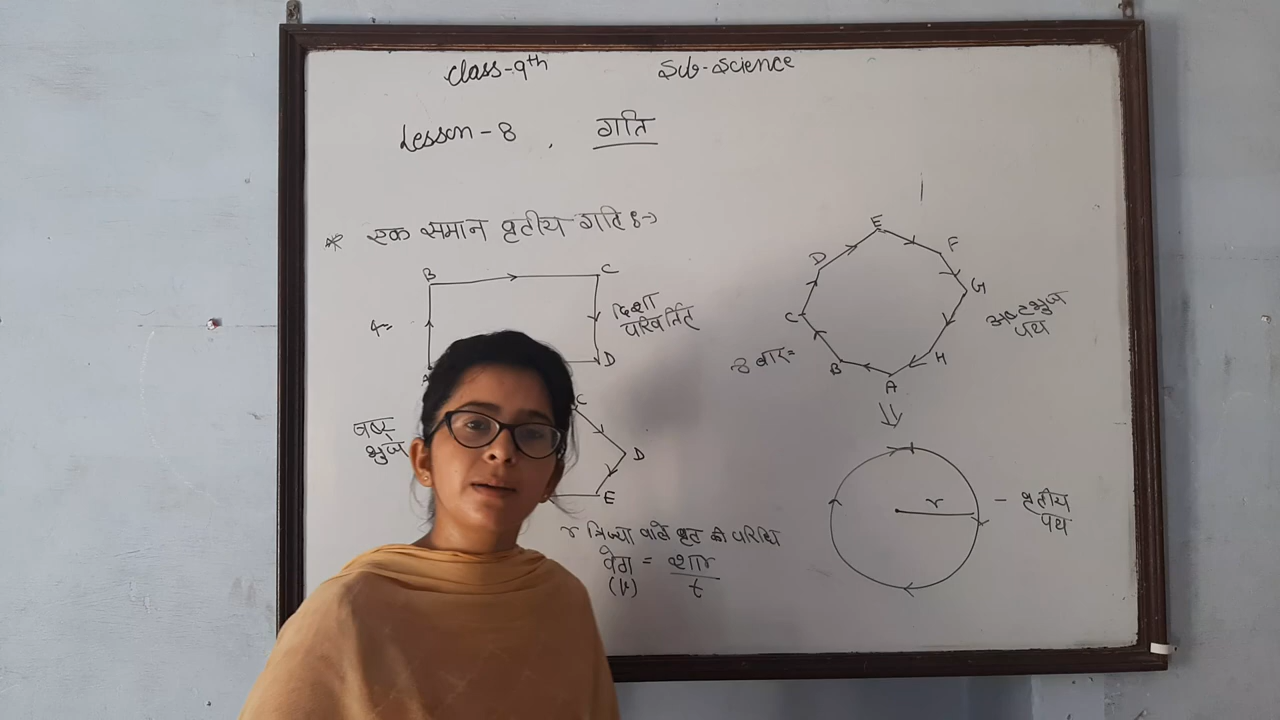 Class-9th Sub-Science
Lesson-8, गति
* एक समान वृतीय गति :->
B C
4=
दिशा
परिवर्तित
A D
E
D F
C G
8 बार=
अष्टभुज
पथ
B H
A
षष्ट
भुज
C
D
E
r
- वृतीय
पथ
r त्रिज्या वाले वृत की परिधि
वेग = 2πr
(v) t